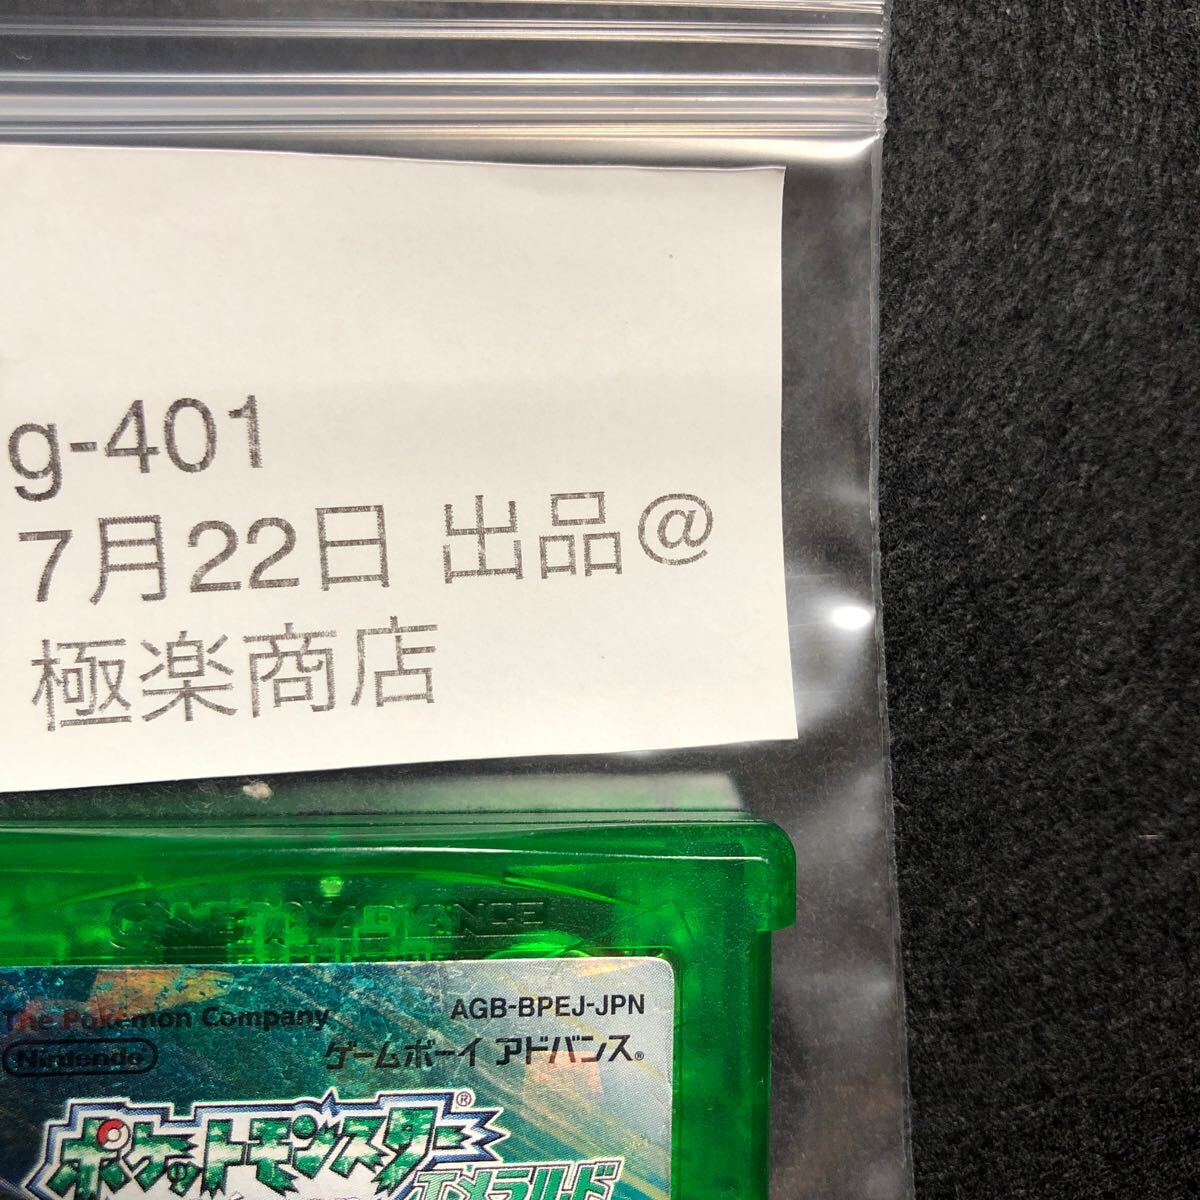 g-401
7月22日 出品@
極楽商店
GAME BOY ADVANCE
The Pokémon Company
AGB-BPEJ-JPN
Nintendo
ゲームボーイ アドバンス®
ポケットモンスター®
エメラルド